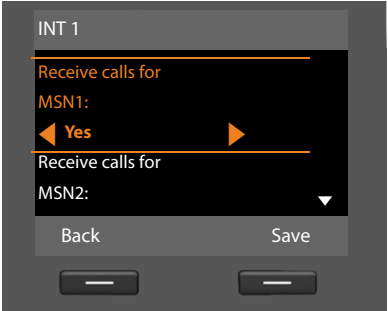 INT 1
Receive calls for
MSN1:
Yes
Receive calls for
MSN2:
Back Save